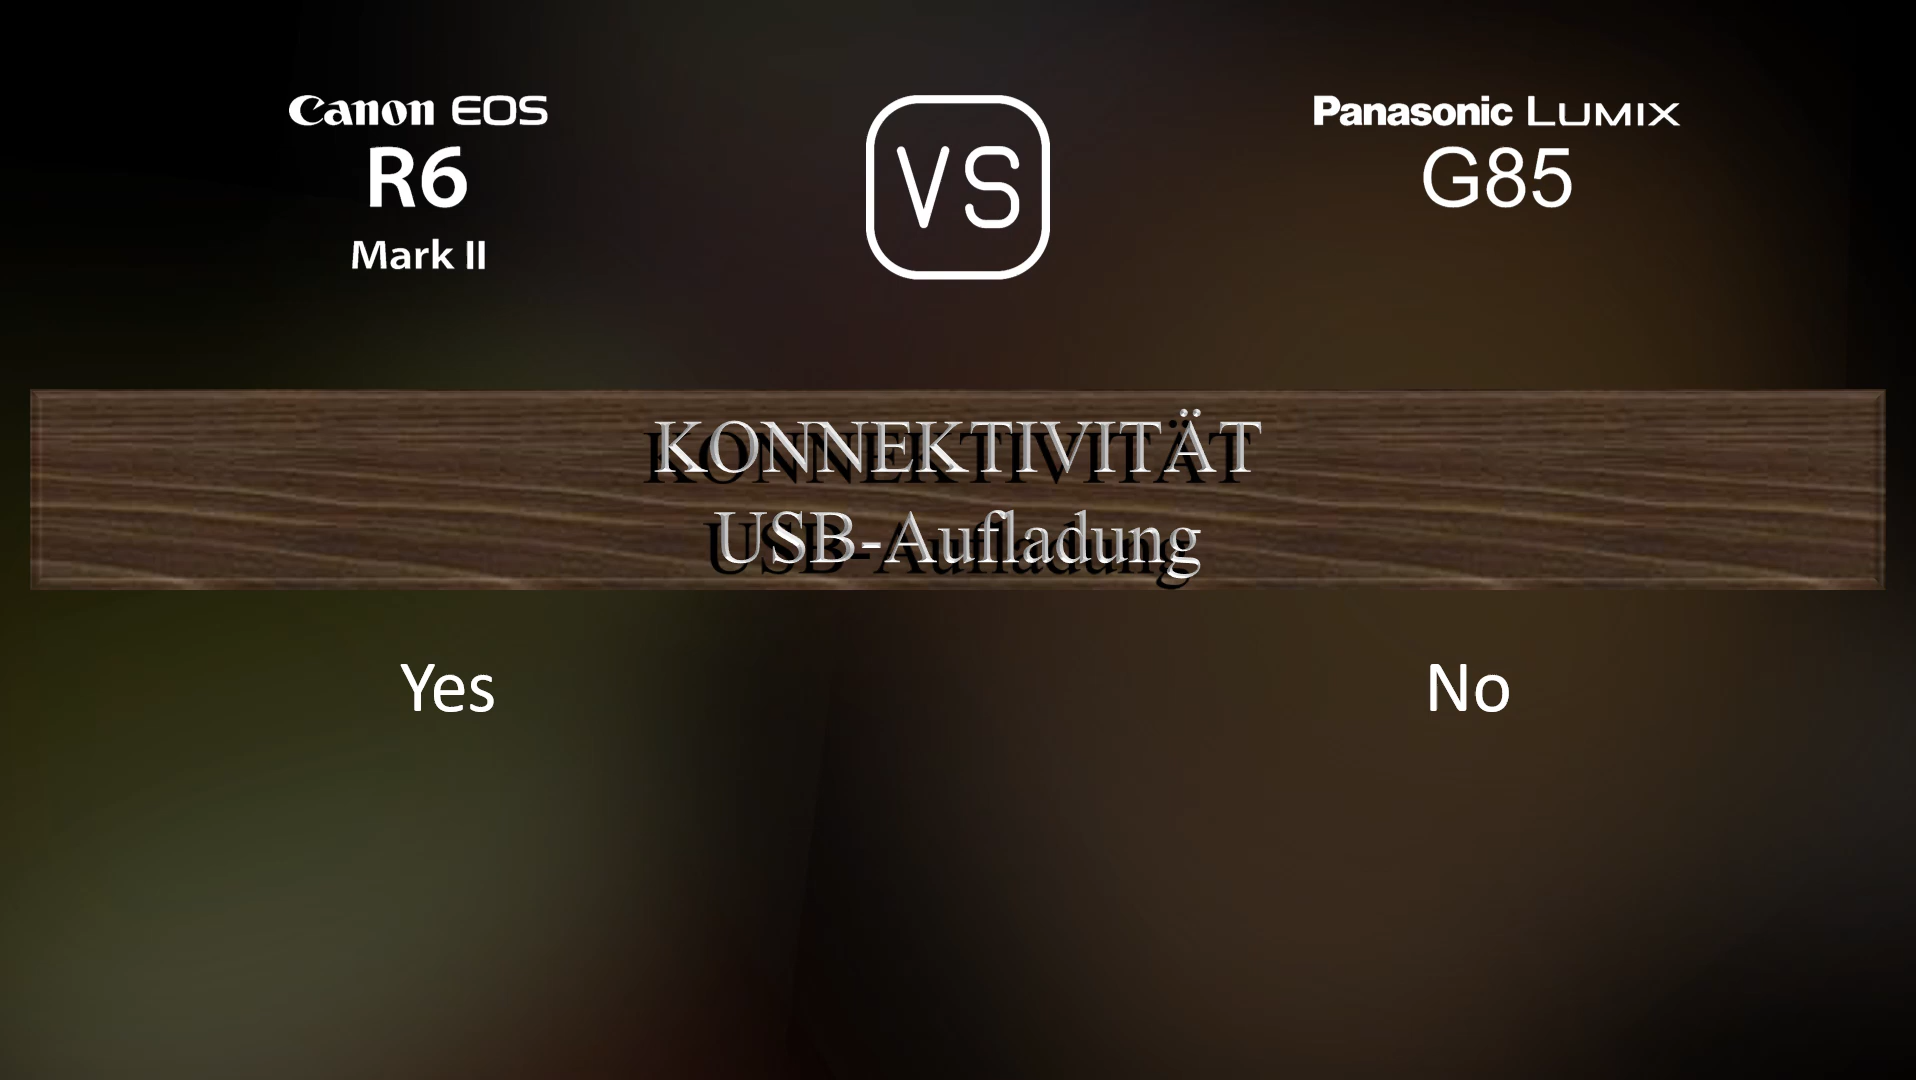 Canon EOS
R6
Mark II
VS
Panasonic LUMIX
G85
KONNEKTIVITÄT
USB-Aufladung
Yes
No